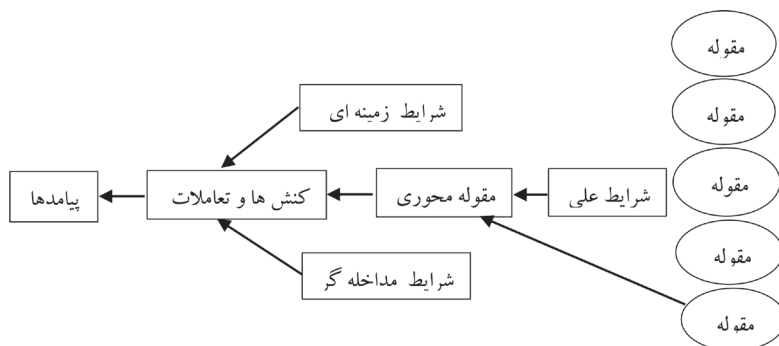 مقوله
مقوله
شرایط زمینه ای
مقوله
شرایط علی
مقوله محوری
کنش ها و تعاملات
پیامدها
مقوله
شرایط مداخله گر
مقوله